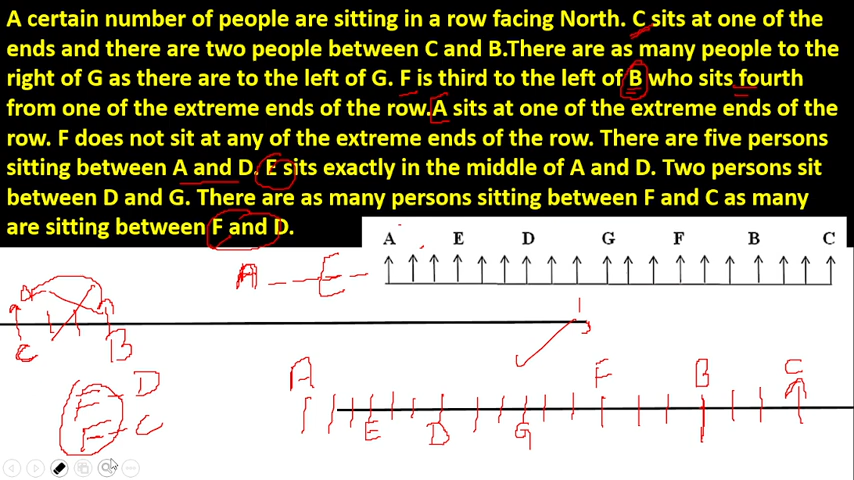 A certain number of people are sitting in a row facing North. C sits at one of the
ends and there are two people between C and B.There are as many people to the
right of G as there are to the left of G. F is third to the left of B who sits fourth
from one of the extreme ends of the row.A sits at one of the extreme ends of the
row. F does not sit at any of the extreme ends of the row. There are five persons
sitting between A and D. E sits exactly in the middle of A and D. Two persons sit
between D and G. There are as many persons sitting between F and C as many
are sitting between F and D.
A E D G F B C
A E
C B
A F B C
E D G
F D
F C